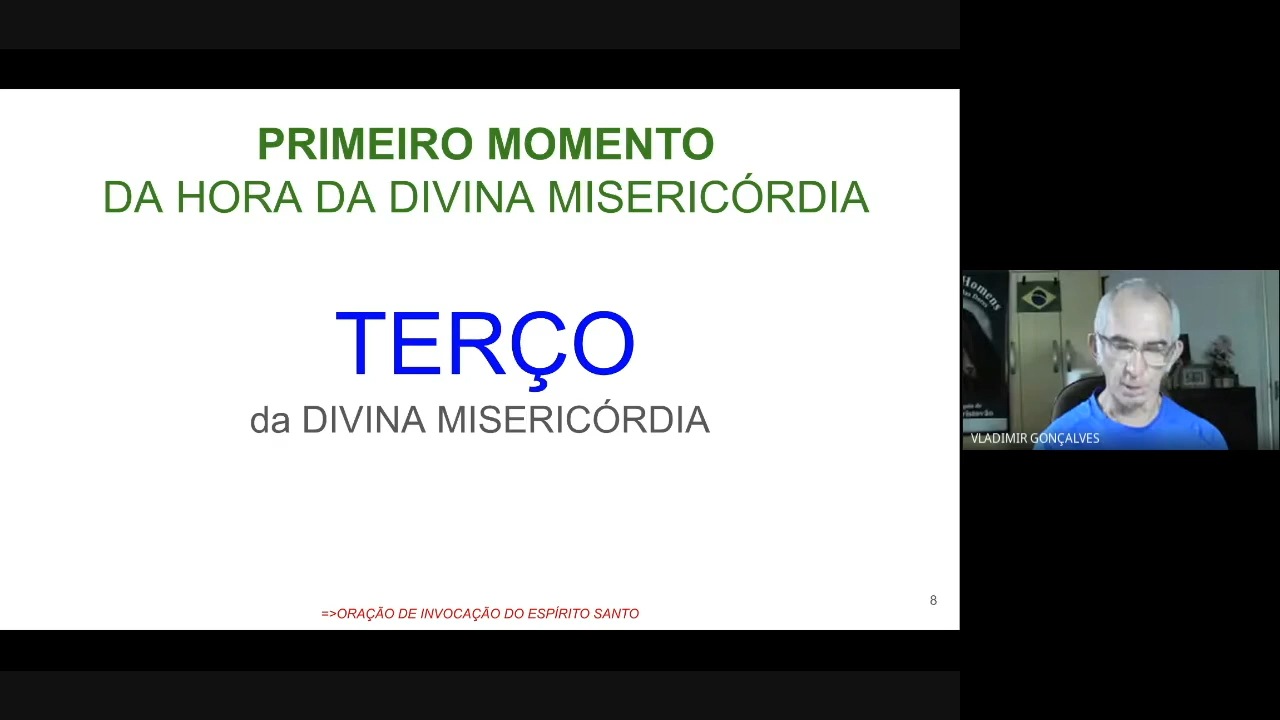 PRIMEIRO MOMENTO
DA HORA DA DIVINA MISERICÓRDIA
TERÇO
da DIVINA MISERICÓRDIA
=>ORAÇÃO DE INVOCAÇÃO DO ESPÍRITO SANTO
8
Homens
VLADIMIR GONÇALVES